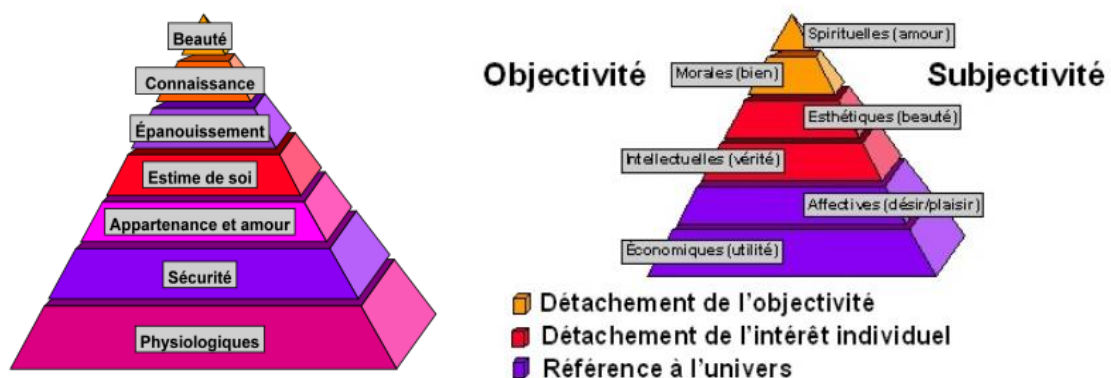 Beauté
Connaissance
Épanouissement
Estime de soi
Appartenance et amour
Sécurité
Physiologiques
Objectivité
Subjectivité
Spirituelles (amour)
Morales (bien)
Esthétiques (beauté)
Intellectuelles (vérité)
Affectives (désir/plaisir)
Économiques (utilité)
Détachement de l'objectivité
Détachement de l'intérêt individuel
Référence à l'univers